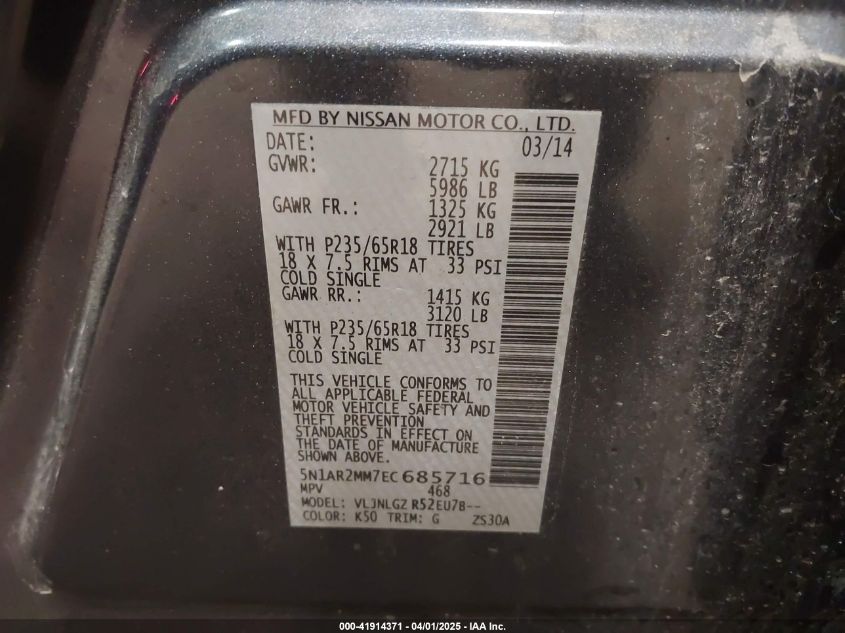 MFD BY NISSAN MOTOR CO., LTD.
DATE: 03/14
GVWR: 2715 KG
5986 LB
GAWR FR.: 1325 KG
2921 LB
WITH P235/65R18 TIRES
18 X 7.5 RIMS AT 33 PSI
COLD SINGLE
GAWR RR.: 1415 KG
3120 LB
WITH P235/65R18 TIRES
18 X 7.5 RIMS AT 33 PSI
COLD SINGLE
THIS VEHICLE CONFORMS TO
ALL APPLICABLE FEDERAL
MOTOR VEHICLE SAFETY AND
THEFT PREVENTION
STANDARDS IN EFFECT ON
THE DATE OF MANUFACTURE
SHOWN ABOVE.
5N1AR2MM7EC685716
MPV 468
MODEL: VLJNLGZ R52EU78--
COLOR: K50 TRIM: G ZS30A
000-41914371 - 04/01/2025 - IAA Inc.